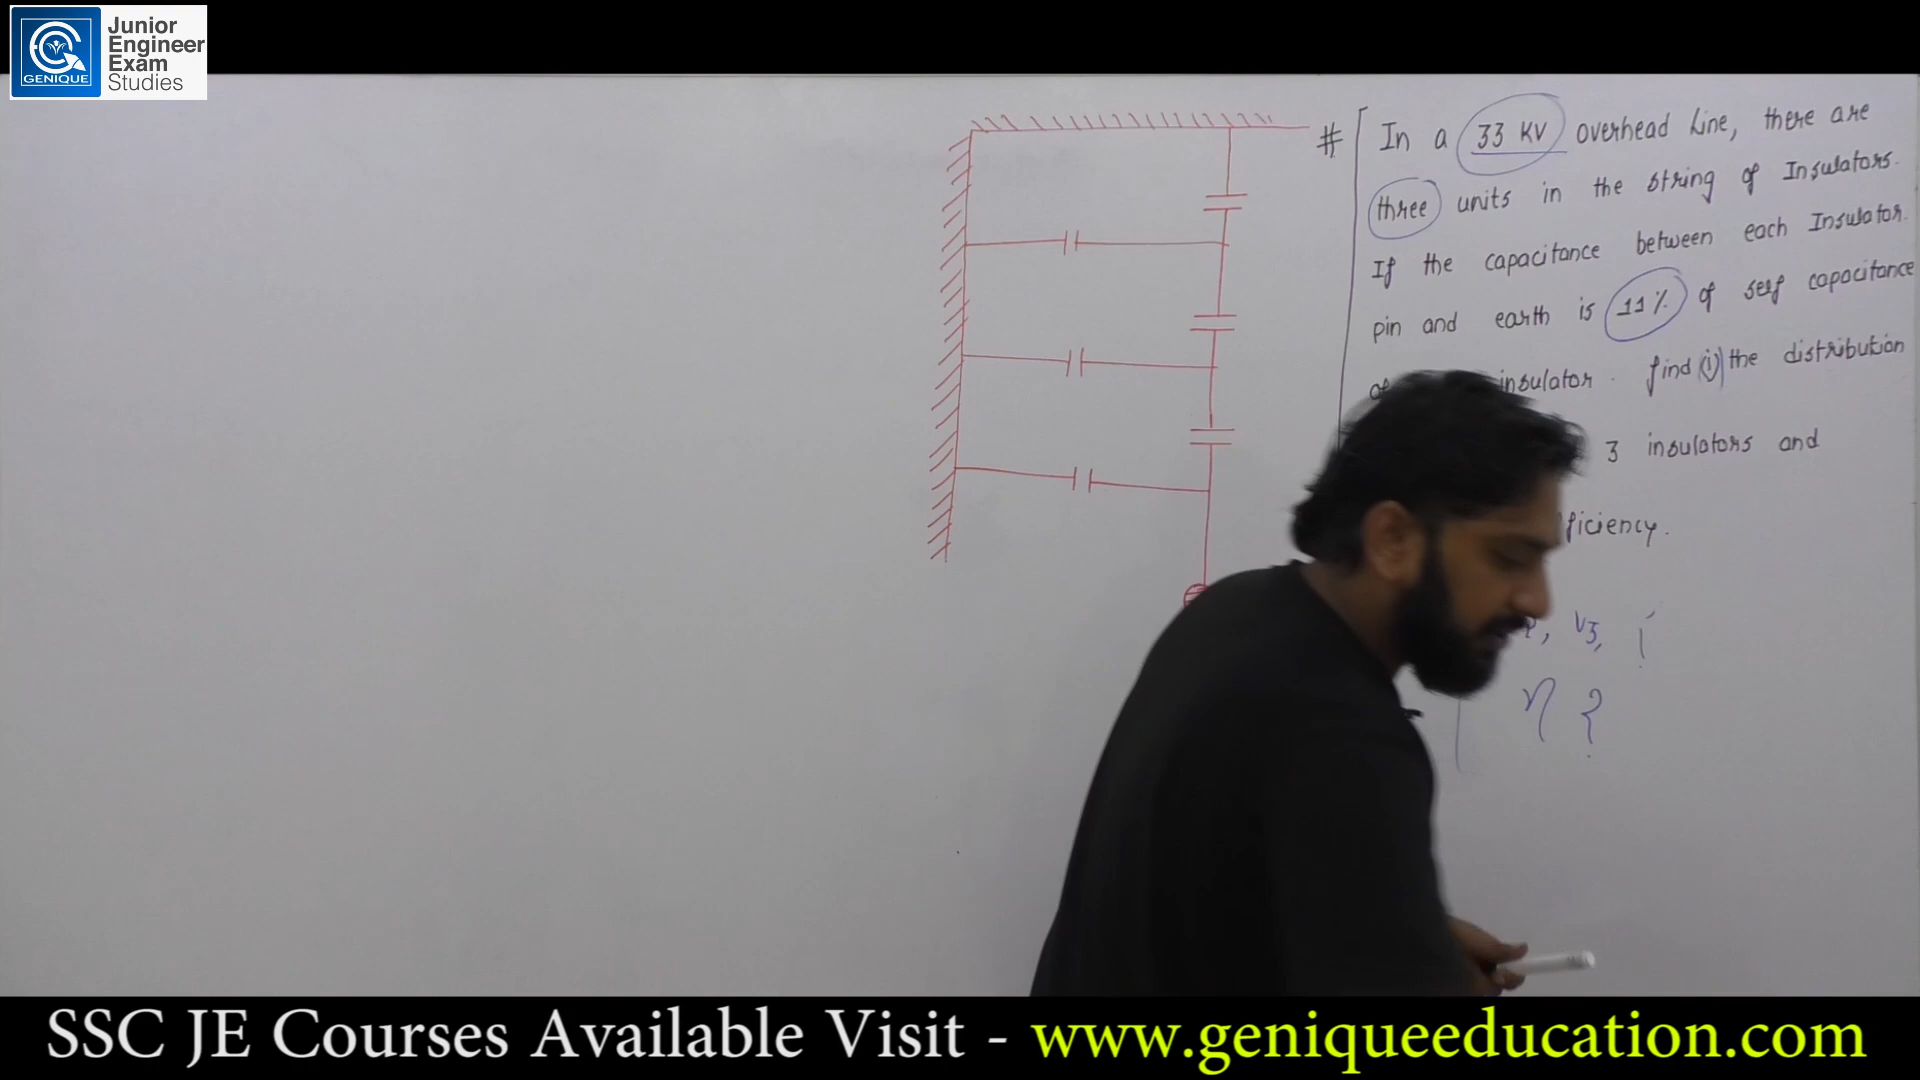 GENIQUE
Junior
Engineer
Exam
Studies
# In a 33 KV overhead line, there are
three units in the string of Insulators.
If the capacitance between each Insulator
pin and earth is 11% of self capacitance
insulator. find (i) the distribution
3 insulators and
ficiency.
, V3,
η ?
SSC JE Courses Available Visit - www.geniqueeducation.com